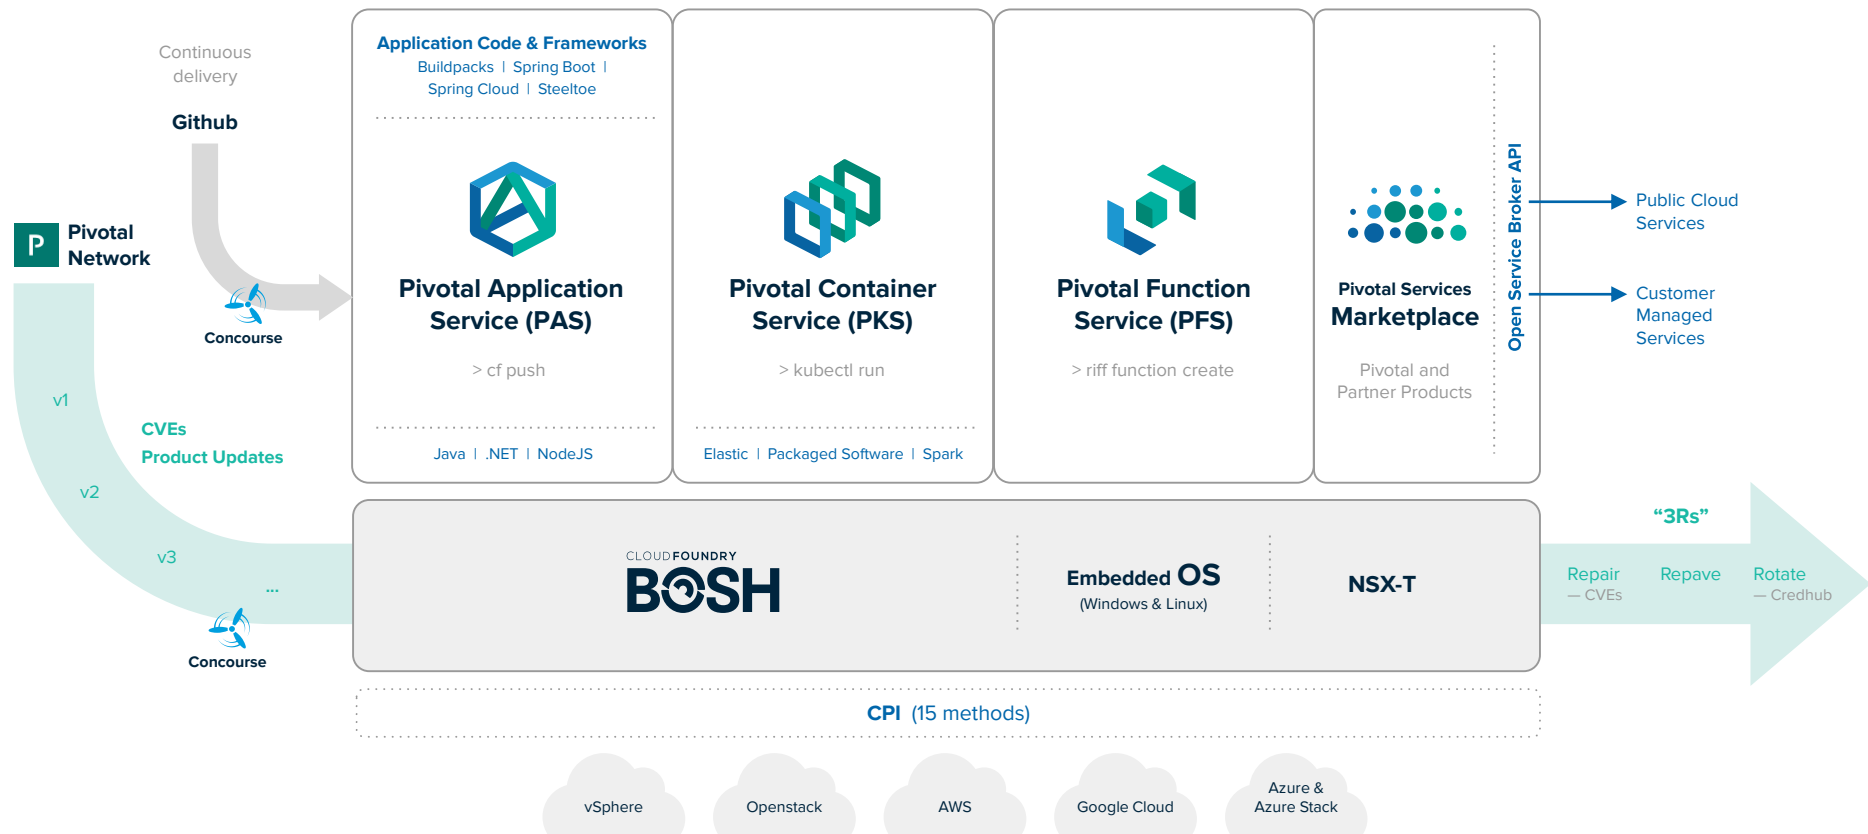 Continuous
delivery
Github
Concourse
P
Pivotal
Network
v1
v2
v3
...
CVEs
Product Updates
Concourse
Application Code & Frameworks
Buildpacks | Spring Boot |
Spring Cloud | Steeltoe
Pivotal Application
Service (PAS)
> cf push
Java | .NET | NodeJS
Pivotal Container
Service (PKS)
> kubectl run
Elastic | Packaged Software | Spark
Pivotal Function
Service (PFS)
> riff function create
Pivotal Services
Marketplace
Pivotal and
Partner Products
Open Service Broker API
Public Cloud
Services
Customer
Managed
Services
CLOUDFOUNDRY
BOSH
Embedded OS
(Windows & Linux)
NSX-T
“3Rs”
Repair
— CVEs
Repave
Rotate
— Credhub
CPI (15 methods)
vSphere
Openstack
AWS
Google Cloud
Azure &
Azure Stack